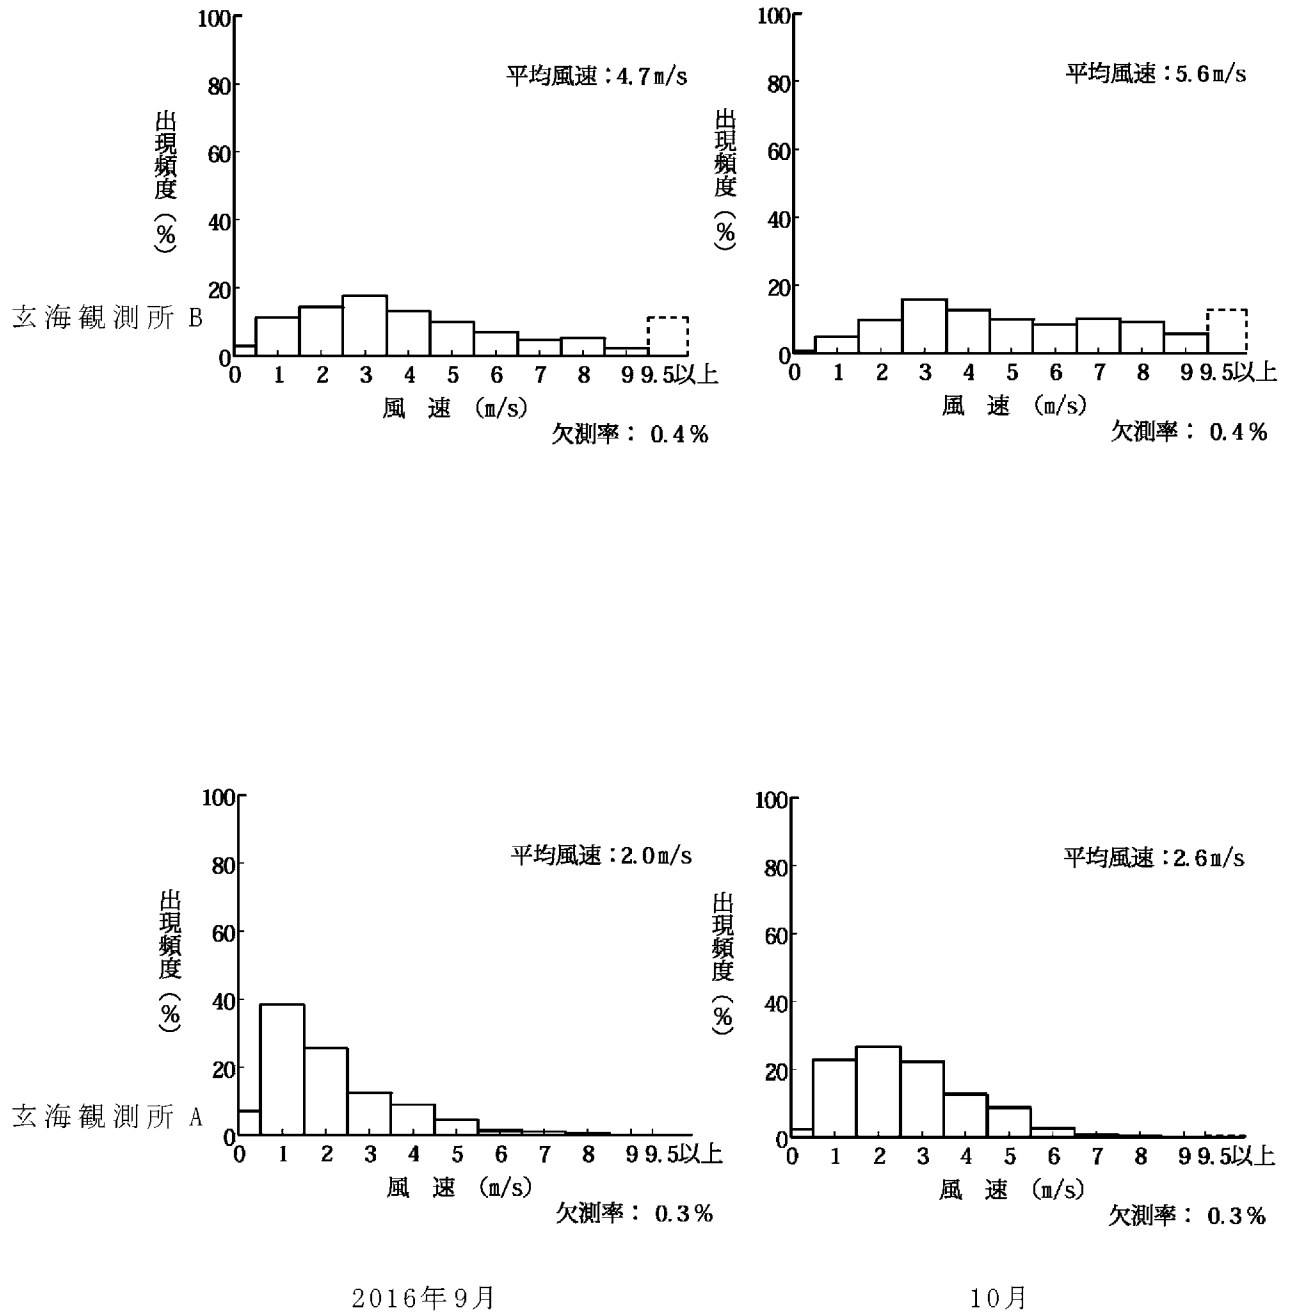 玄海観測所 B
出現頻度 (%)
100
80
60
40
20
0
平均風速：4.7m/s
0 1 2 3 4 5 6 7 8 9 9.5以上
風 速 (m/s)
欠測率： 0.4%
出現頻度 (%)
100
80
60
40
20
0
平均風速：5.6m/s
0 1 2 3 4 5 6 7 8 9 9.5以上
風 速 (m/s)
欠測率： 0.4%
玄海観測所 A
出現頻度 (%)
100
80
60
40
20
0
平均風速：2.0m/s
0 1 2 3 4 5 6 7 8 9 9.5以上
風 速 (m/s)
欠測率： 0.3%
出現頻度 (%)
100
80
60
40
20
0
平均風速：2.6m/s
0 1 2 3 4 5 6 7 8 9 9.5以上
風 速 (m/s)
欠測率： 0.3%
2016年9月
10月